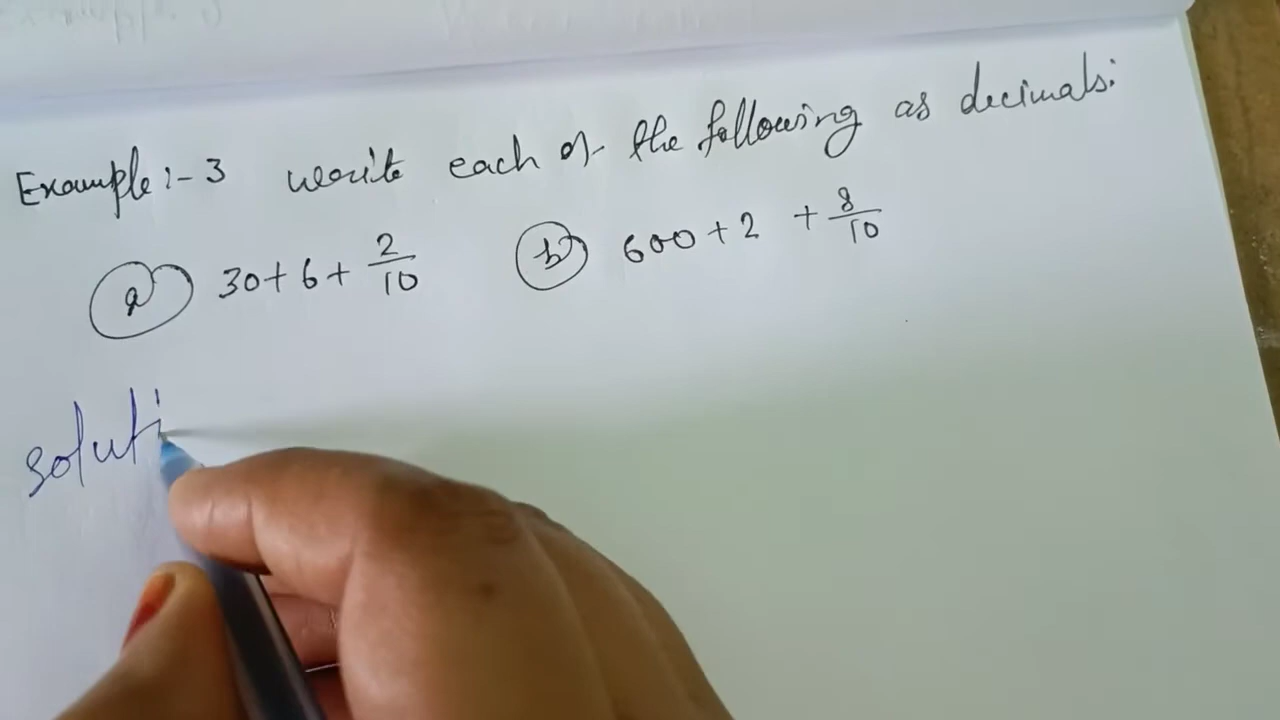 Example:- 3 write each of the following as decimals:
(a) 30+6+ 2/10 (b) 600+2 + 8/10
soluti